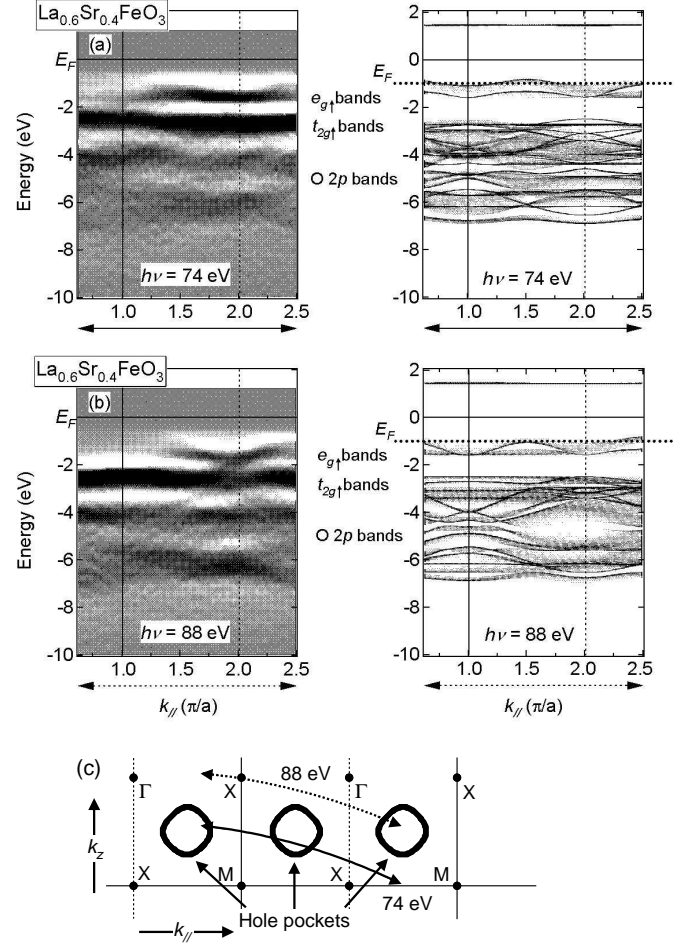 La0.6Sr0.4FeO3
(a)
EF
-2
-4
-6
-8
-10
Energy (eV)
hν = 74 eV
1.0 1.5 2.0 2.5
2
0
-2
-4
-6
-8
-10
EF
eg↑ bands
t2g↑ bands
O 2p bands
hν = 74 eV
1.0 1.5 2.0 2.5
La0.6Sr0.4FeO3
(b)
EF
-2
-4
-6
-8
-10
Energy (eV)
hν = 88 eV
1.0 1.5 2.0 2.5
k// (π/a)
2
0
-2
-4
-6
-8
-10
EF
eg↑ bands
t2g↑ bands
O 2p bands
hν = 88 eV
1.0 1.5 2.0 2.5
k// (π/a)
(c)
88 eV
Γ X Γ X
kz
X M X M
74 eV
Hole pockets
k//